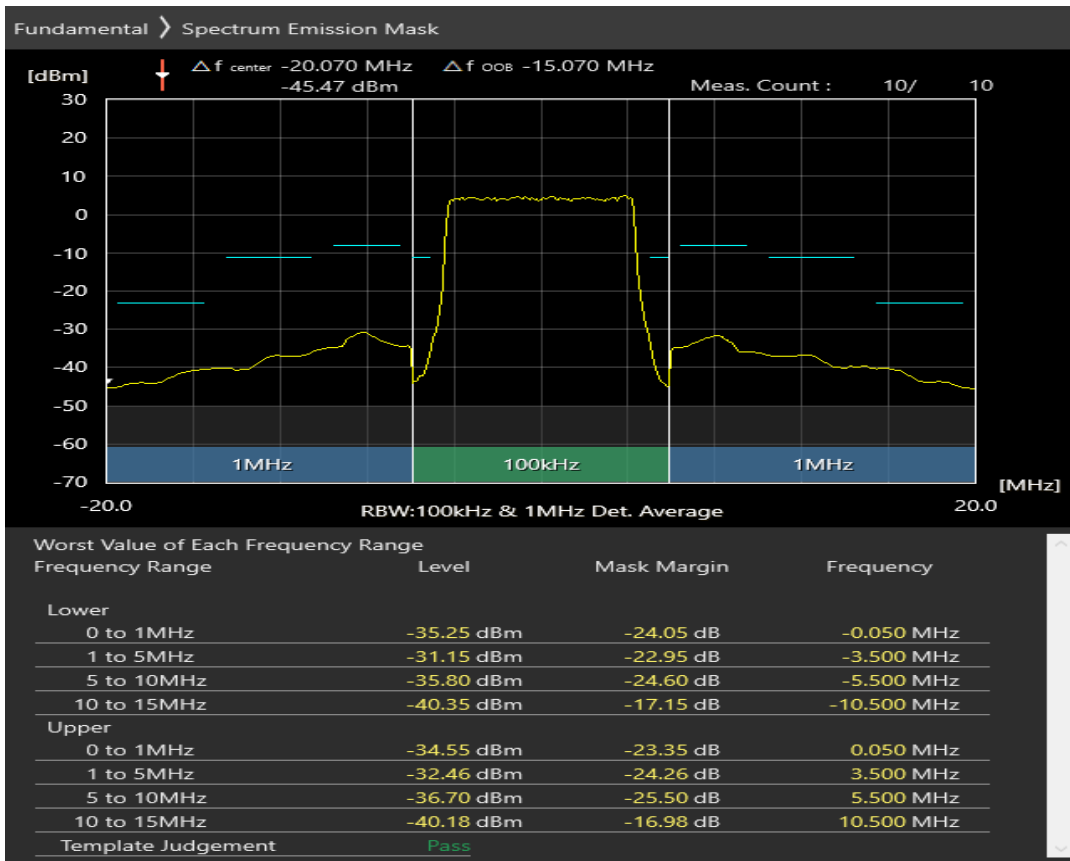 Fundamental ❯ Spectrum Emission Mask
△f center -20.070 MHz △f OOB -15.070 MHz
[dBm] -45.47 dBm Meas. Count : 10/ 10
30
20
10
0
-10
-20
-30
-40
-50
-60
1MHz 100kHz 1MHz
-70 [MHz]
-20.0 RBW:100kHz & 1MHz Det. Average 20.0
Worst Value of Each Frequency Range
Frequency Range Level Mask Margin Frequency
Lower
0 to 1MHz -35.25 dBm -24.05 dB -0.050 MHz
1 to 5MHz -31.15 dBm -22.95 dB -3.500 MHz
5 to 10MHz -35.80 dBm -24.60 dB -5.500 MHz
10 to 15MHz -40.35 dBm -17.15 dB -10.500 MHz
Upper
0 to 1MHz -34.55 dBm -23.35 dB 0.050 MHz
1 to 5MHz -32.46 dBm -24.26 dB 3.500 MHz
5 to 10MHz -36.70 dBm -25.50 dB 5.500 MHz
10 to 15MHz -40.18 dBm -16.98 dB 10.500 MHz
Template Judgement Pass